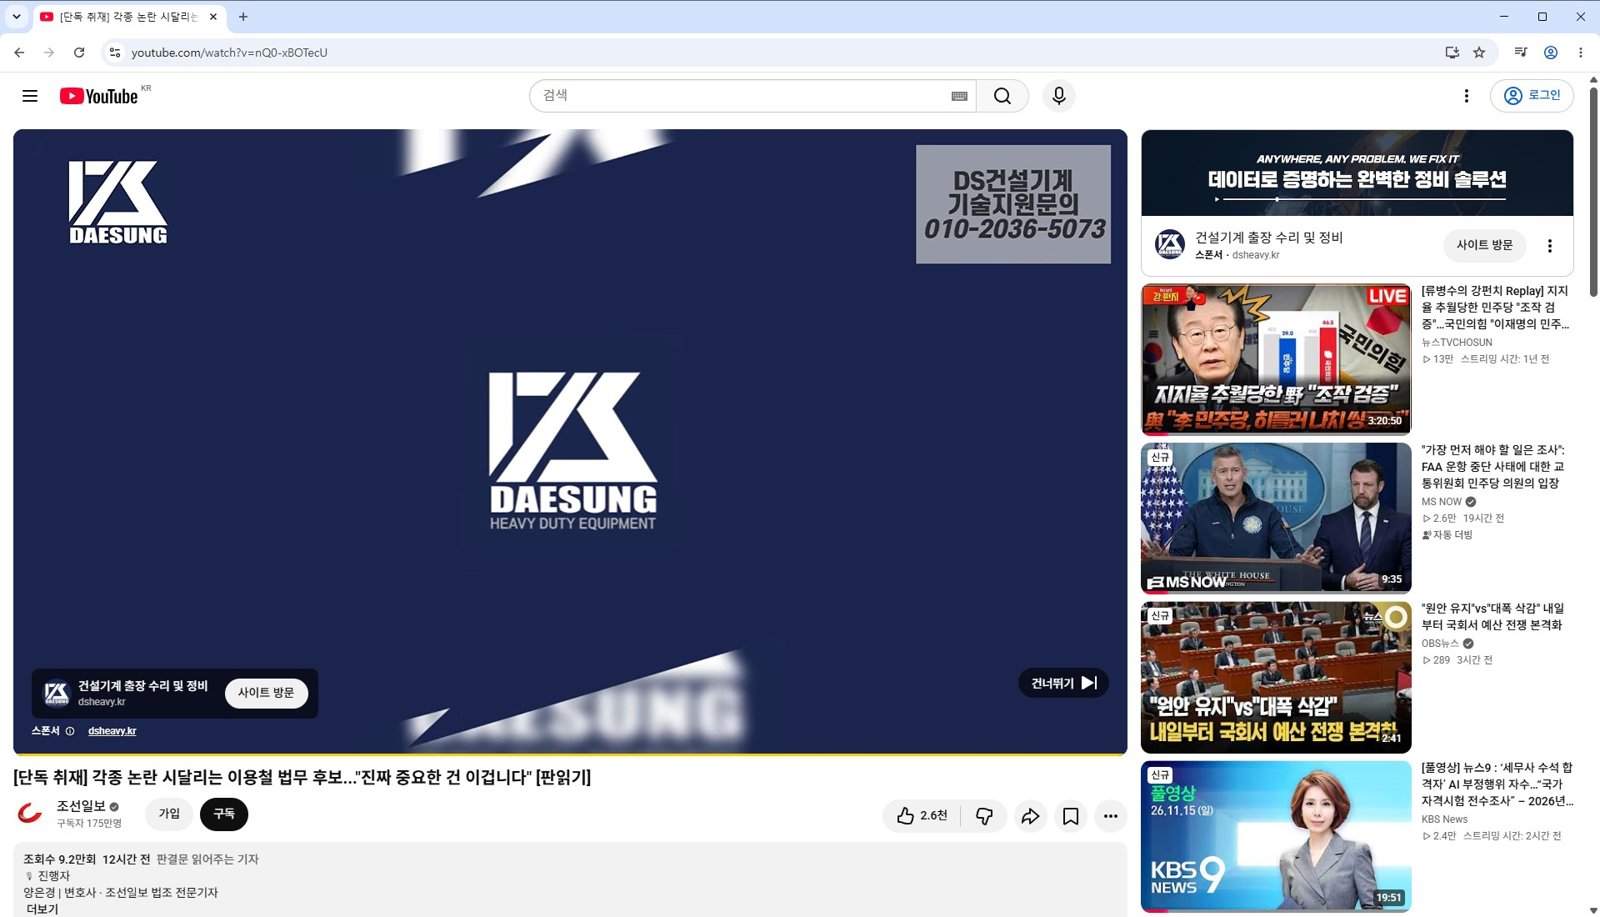 [단독 취재] 각종 논란 시달리는
youtube.com/watch?v=nQ0-xBOTecU
YouTube KR
검색
로그인
DAESUNG
DS건설기계
기술지원문의
010-2036-5073
DAESUNG
HEAVY DUTY EQUIPMENT
건설기계 출장 수리 및 정비
dsheavy.kr
사이트 방문
건너뛰기
스폰서
dsheavy.kr
[단독 취재] 각종 논란 시달리는 이용철 법무 후보..."진짜 중요한 건 이겁니다" [판읽기]
조선일보
구독자 175만명
가입
구독
2.6천
조회수 9.2만회 12시간 전 판결문 읽어주는 기자
🎙 진행자
양은경 | 변호사 · 조선일보 법조 전문기자
더보기
ANYWHERE, ANY PROBLEM. WE FIX IT
데이터로 증명하는 완벽한 정비 솔루션
건설기계 출장 수리 및 정비
스폰서 · dsheavy.kr
사이트 방문
강펀치
LIVE
39.0
46.5
민주당
국민의힘
지지율 추월당한 野 "조작 검증"
3:20:50
[류병수의 강펀치 Replay] 지지
율 추월당한 민주당 "조작 검
증"...국민의힘 "이재명의 민주...
뉴스TVCHOSUN
13만 스트리밍 시간: 1년 전
신규
THE WHITE HOUSE
MS NOW
9:35
"가장 먼저 해야 할 일은 조사":
FAA 운항 중단 사태에 대한 교
통위원회 민주당 의원의 입장
MS NOW
2.6만 19시간 전
자동 더빙
신규
뉴스O
"원안 유지"vs"대폭 삭감"
내일부터 국회서 예산 전쟁 본격화
2:41
"원안 유지"vs"대폭 삭감" 내일
부터 국회서 예산 전쟁 본격화
OBS뉴스
289 3시간 전
신규
풀영상
26.11.15(일)
KBS NEWS 9
19:51
[풀영상] 뉴스9 : ‘세무사 수석 합
격자’ AI 부정행위 자수…“국가
자격시험 전수조사” – 2026년...
KBS News
2.4만 스트리밍 시간: 2시간 전